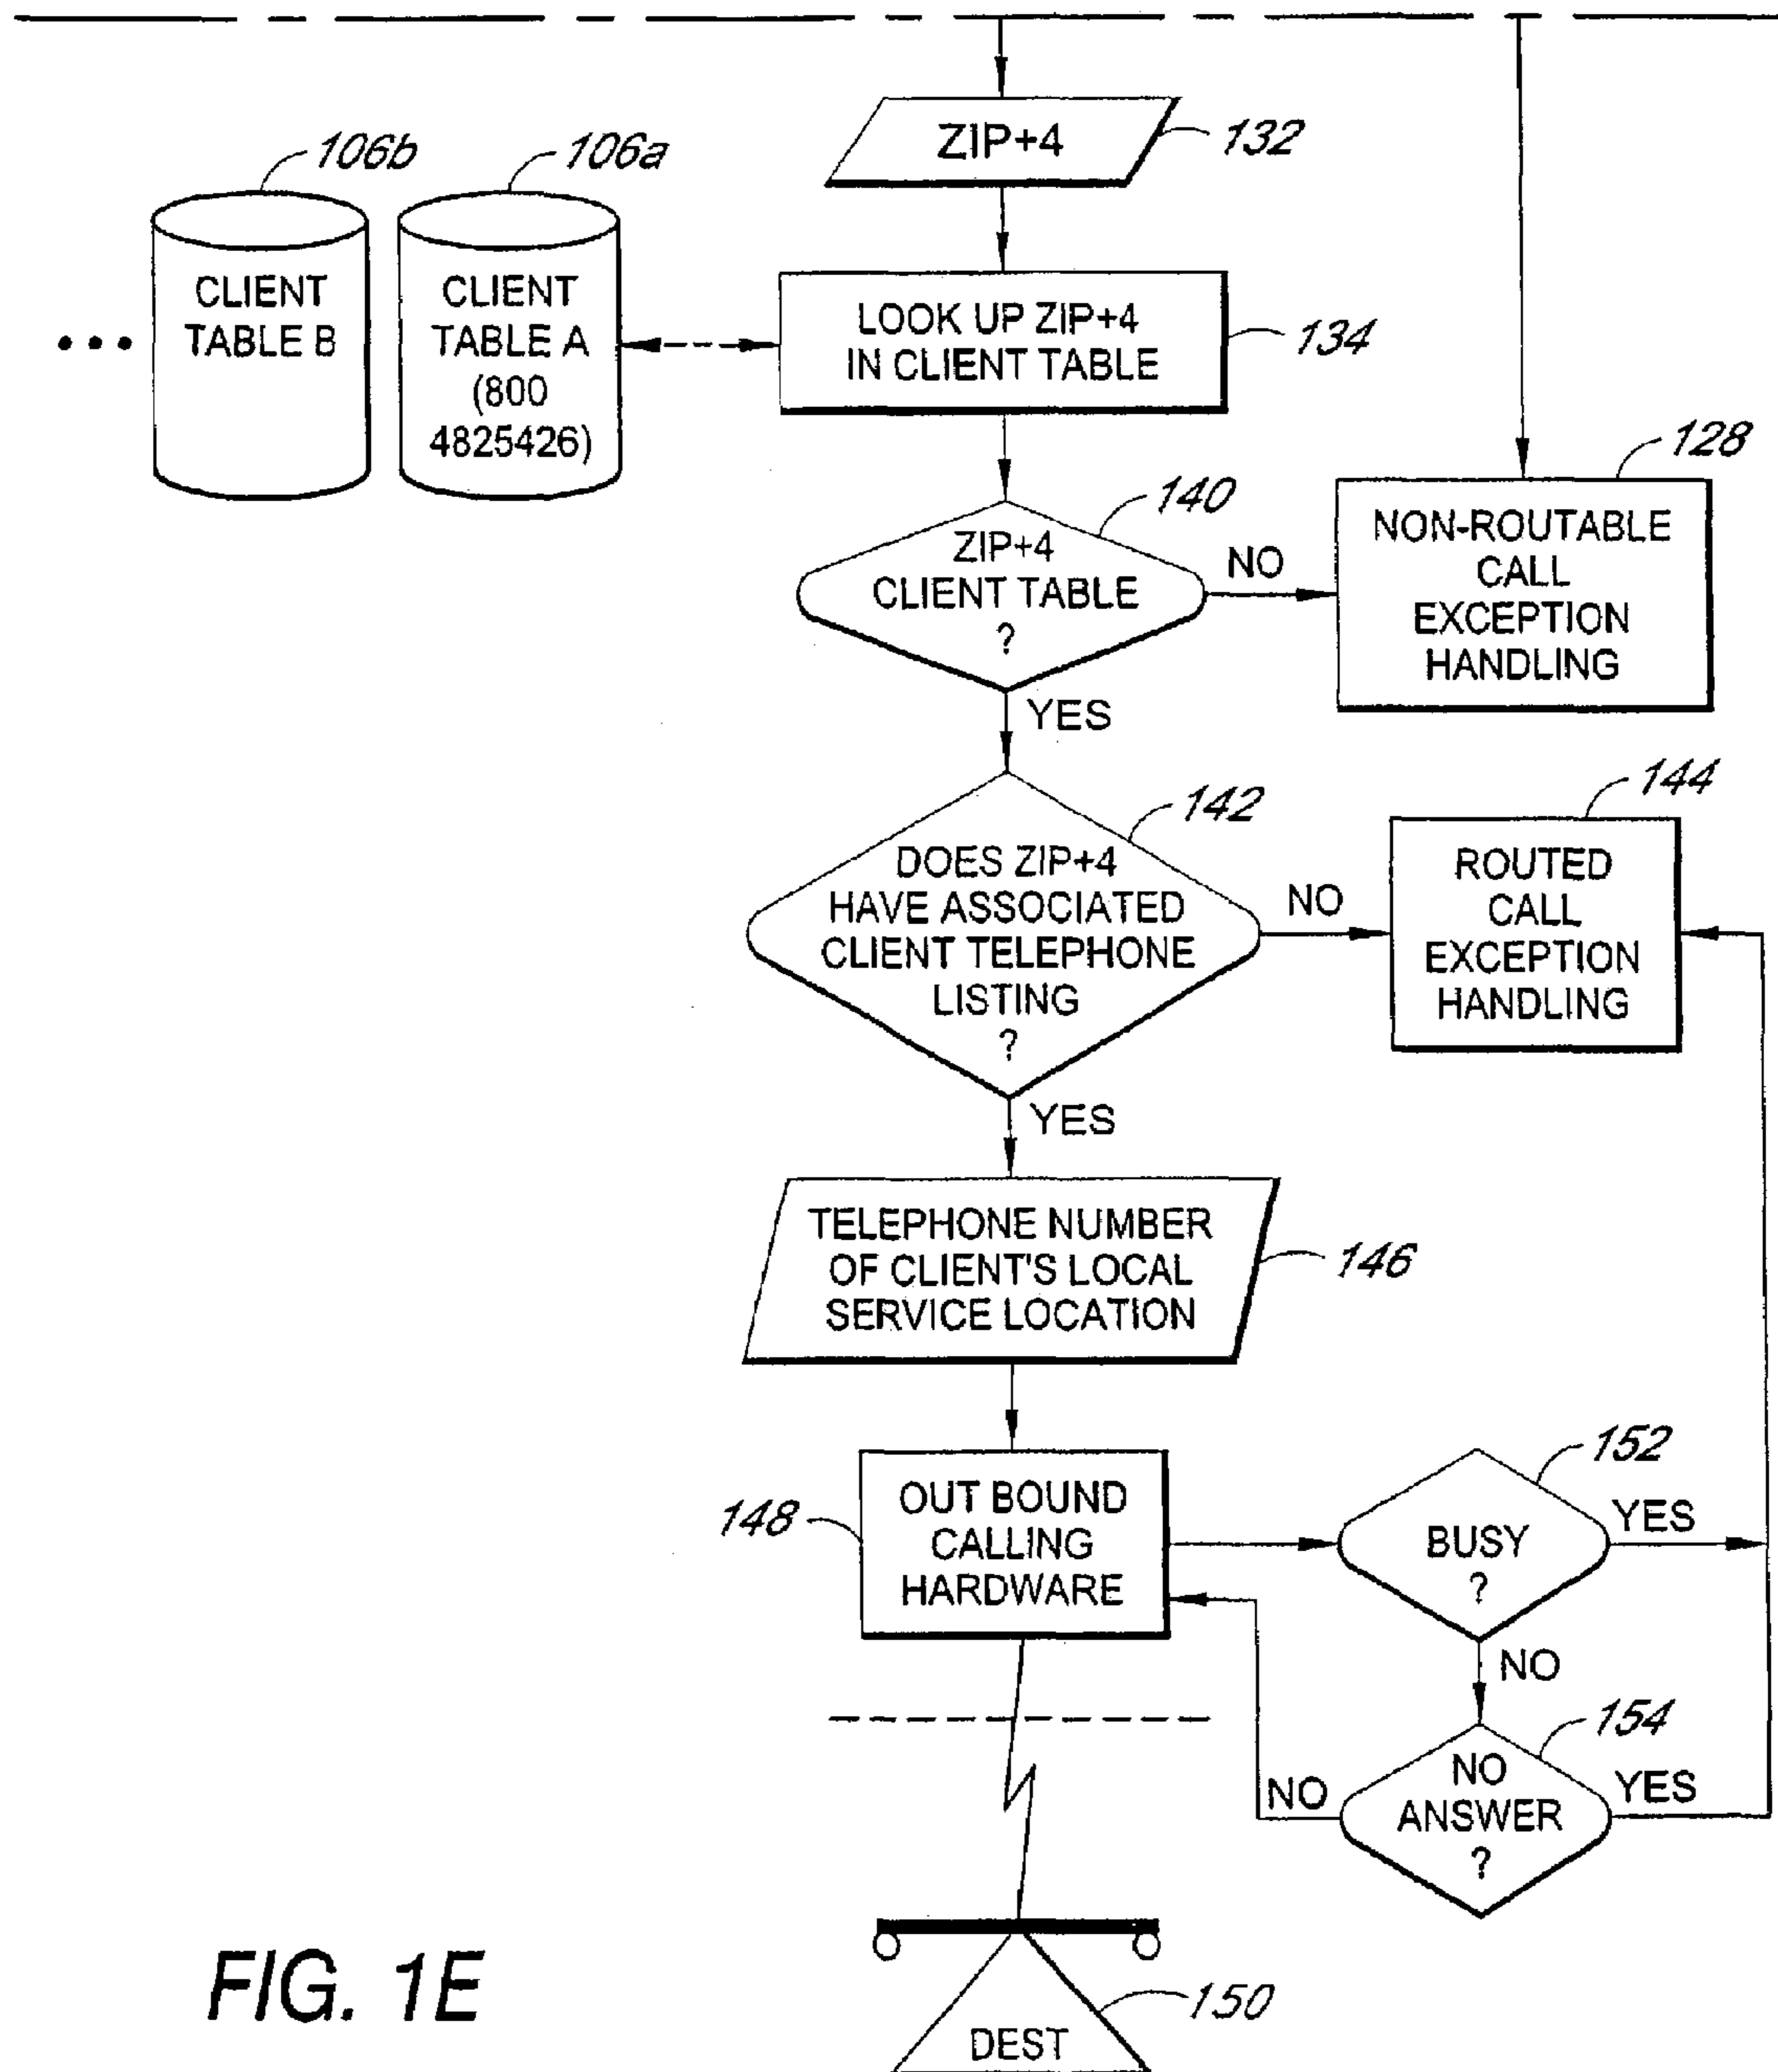 ZIP+4
132
106b
106a
CLIENT
TABLE B
CLIENT
TABLE A
(800
4825426)
LOOK UP ZIP+4
IN CLIENT TABLE
134
128
NON-ROUTABLE
CALL
EXCEPTION
HANDLING
140
ZIP+4
CLIENT TABLE
?
NO
YES
142
DOES ZIP+4
HAVE ASSOCIATED
CLIENT TELEPHONE
LISTING
?
NO
144
ROUTED
CALL
EXCEPTION
HANDLING
YES
TELEPHONE NUMBER
OF CLIENT'S LOCAL
SERVICE LOCATION
146
148
OUT BOUND
CALLING
HARDWARE
152
BUSY
?
YES
NO
154
NO
ANSWER
?
NO
YES
150
DEST
FIG. 1E